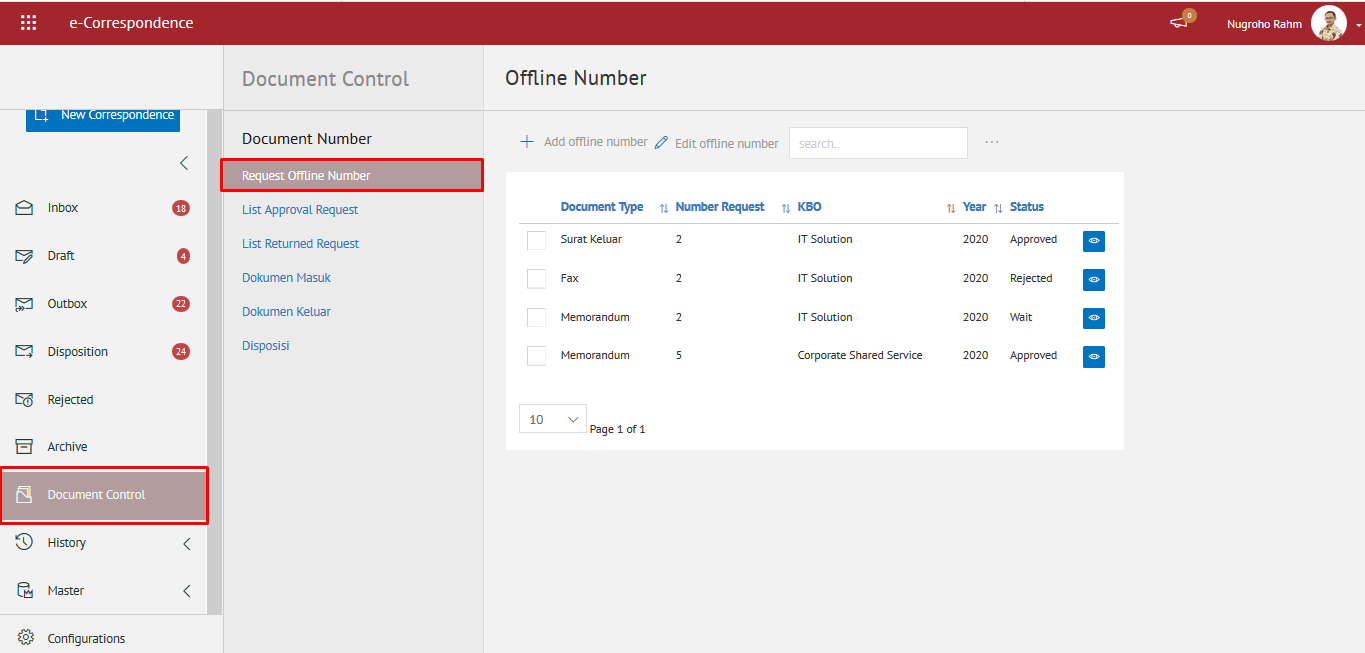 e-Correspondence
0
Nugroho Rahm
New Correspondence
Inbox 18
Draft 4
Outbox 22
Disposition 24
Rejected
Archive
Document Control
History
Master
Configurations
Document Control
Document Number
Request Offline Number
List Approval Request
List Returned Request
Dokumen Masuk
Dokumen Keluar
Disposisi
Offline Number
Add offline number Edit offline number search.. ...
Document Type Number Request KBO Year Status
Surat Keluar 2 IT Solution 2020 Approved
Fax 2 IT Solution 2020 Rejected
Memorandum 2 IT Solution 2020 Wait
Memorandum 5 Corporate Shared Service 2020 Approved
10 Page 1 of 1